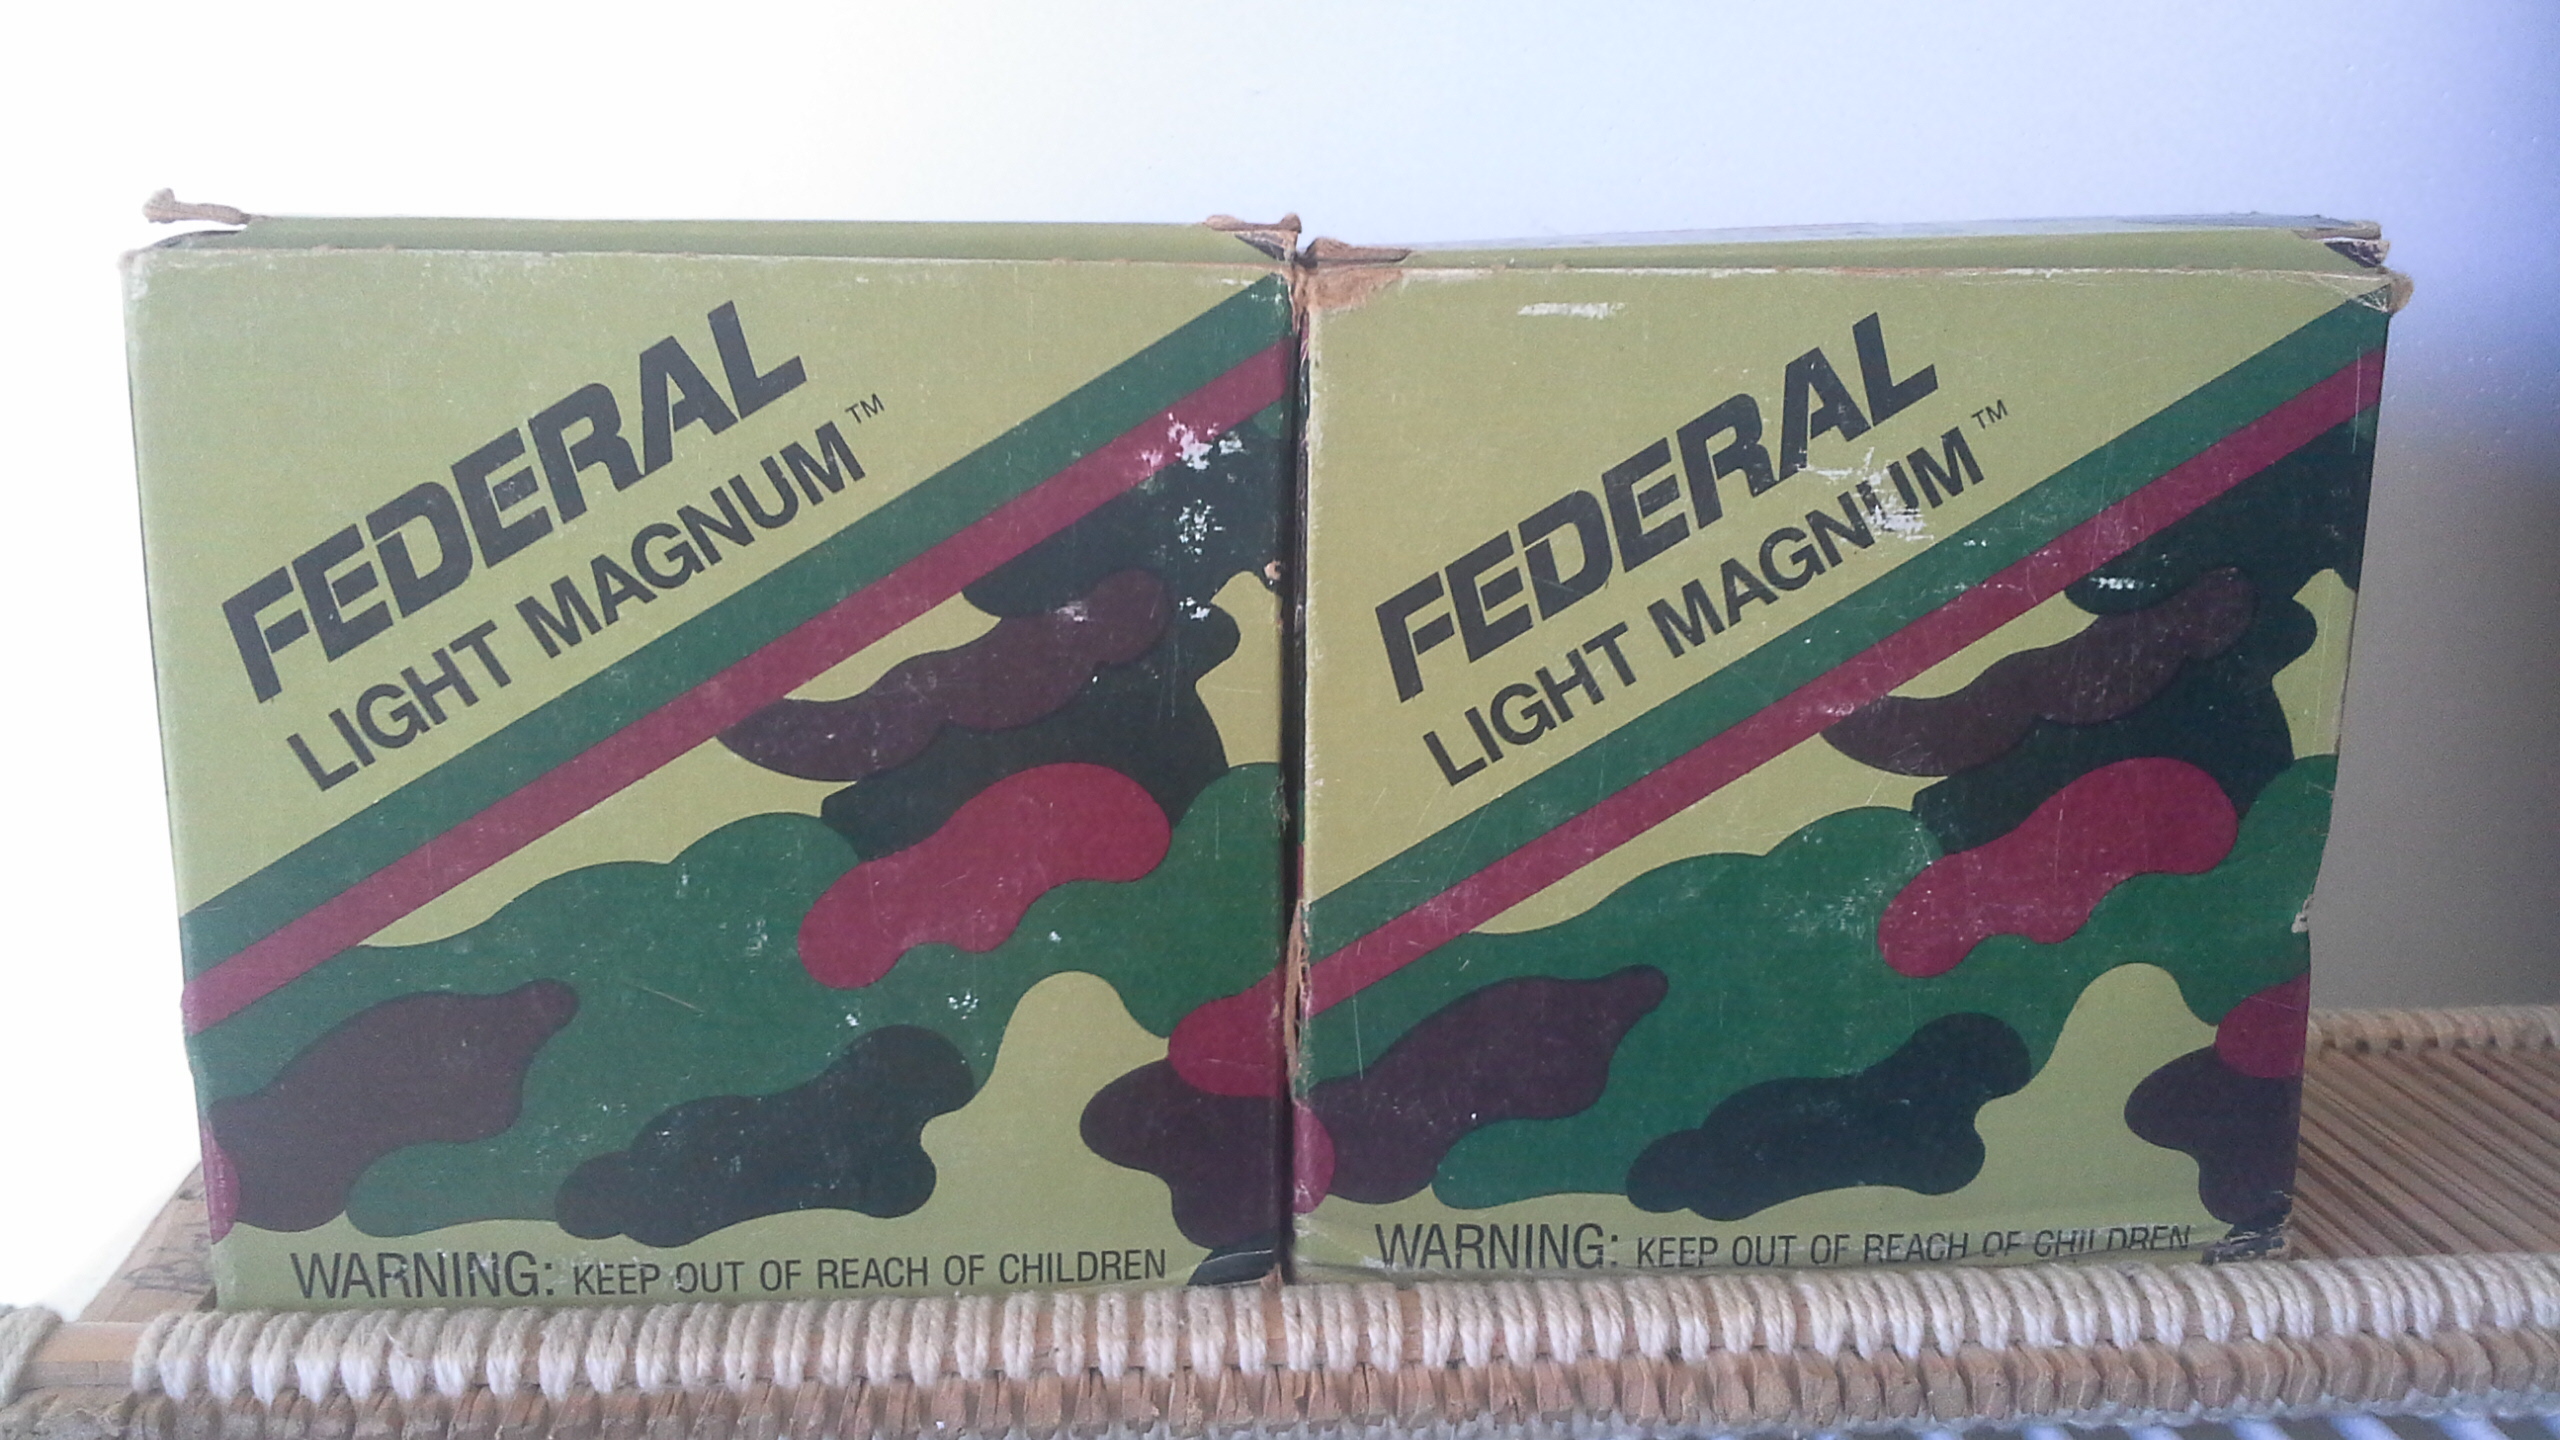 FEDERAL
LIGHT MAGNUM™
WARNING: KEEP OUT OF REACH OF CHILDREN
FEDERAL
LIGHT MAGNUM™
WARNING: KEEP OUT OF REACH OF CHILDREN